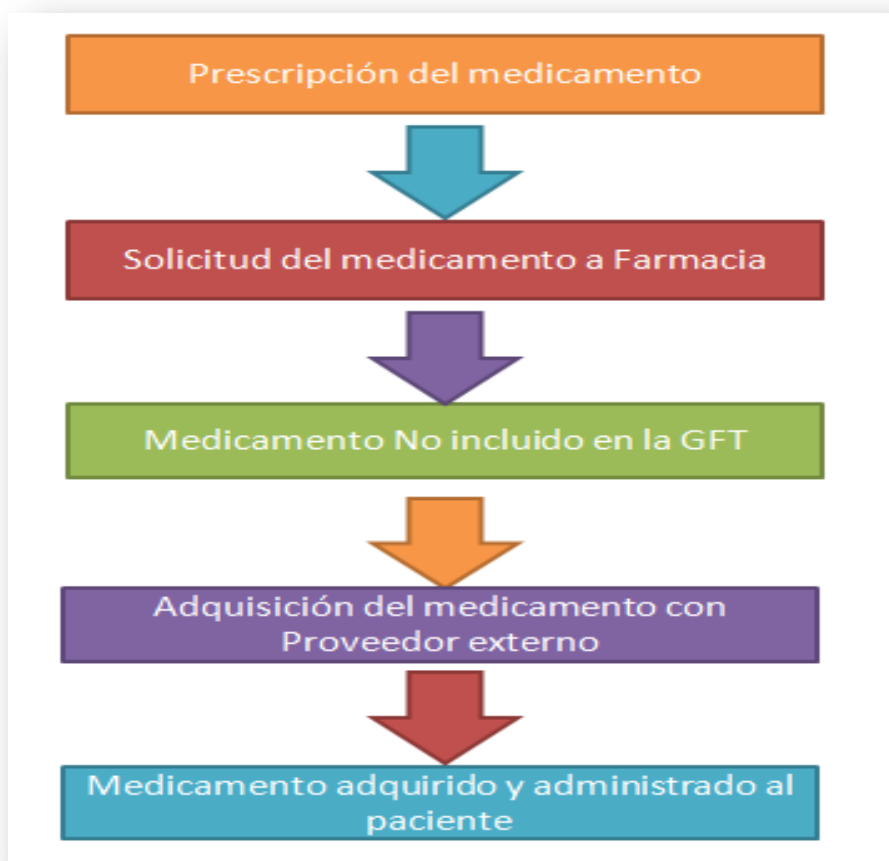 Prescripción del medicamento
Solicitud del medicamento a Farmacia
Medicamento No incluido en la GFT
Adquisición del medicamento con
Proveedor externo
Medicamento adquirido y administrado al
paciente